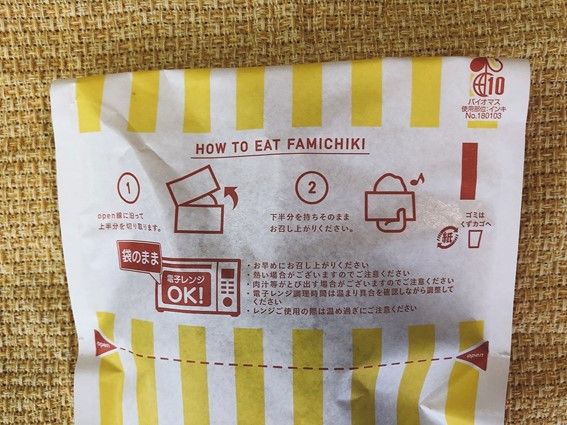 10
バイオマス
使用部位:インキ
No.180103
HOW TO EAT FAMICHIKI
1
open線に沿って
上半分を切り取ります。
2
下半分を持ちそのまま
お召し上がりください。
ゴミは
くずカゴへ
紙
袋のまま
電子レンジ
OK!
・お早めにお召し上がりください
・熱い場合がございますのでご注意ください
・肉汁等がとび出す場合がございますのでご注意ください
・電子レンジ調理時間は温まり具合を確認しながら調整して
ください
・レンジご使用の際は温め過ぎにご注意ください
open
open